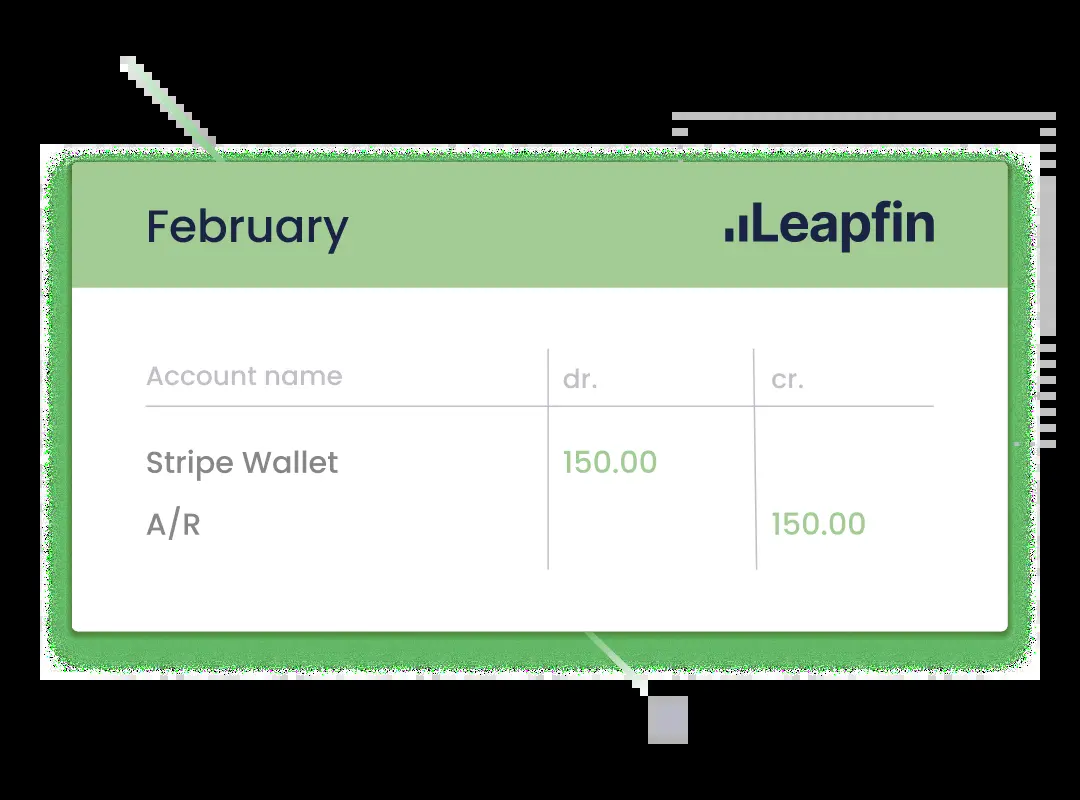 February Leapfin
Account name dr. cr.
Stripe Wallet 150.00
A/R 150.00